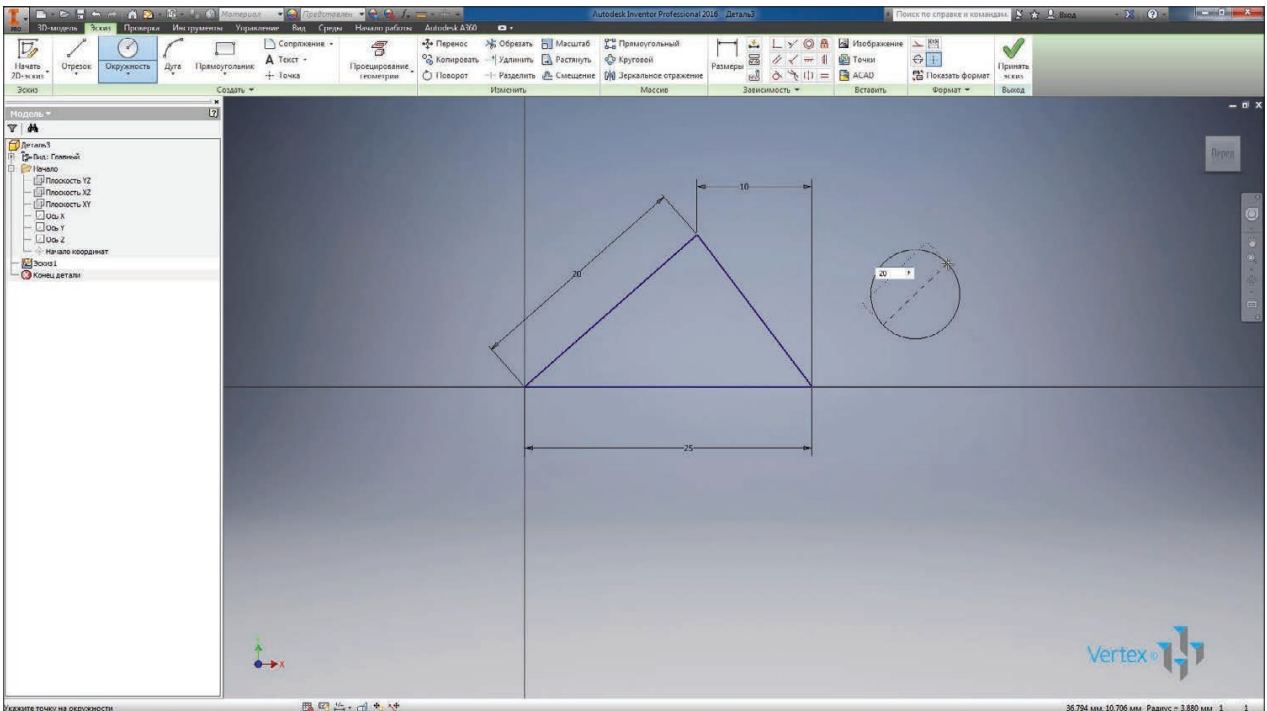 Материал Представлен Autodesk Inventor Professional 2016 Деталь3 Поиск по справке и командам. Вход
PRO 3D-модель Эскиз Проверка Инструменты Управление Вид Среды Начало работы Autodesk A360
Начать 2D-эскиз Отрезок Окружность Дуга Прямоугольник
Сопряжение
А Текст
Точка
Проецирование геометрии
Перенос Обрезать Масштаб
Копировать Удлинить Растянуть
Поворот Разделить Смещение
Прямоугольный
Круговой
Зеркальное отражение
Размеры
Изображение
Точки
ACAD
Показать формат
Принять эскиз
Эскиз Создать Изменить Массив Зависимость Вставить Формат Выход
Модель
Деталь3
Вид: Главный
Начало
Плоскость YZ
Плоскость XZ
Плоскость XY
Ось X
Ось Y
Ось Z
Начало координат
Эскиз1
Конец детали
Перед
10
20
20
25
X
Vertex
Укажите точку на окружности 36.794 мм, 10.706 мм Радиус = 3.880 мм 1 1